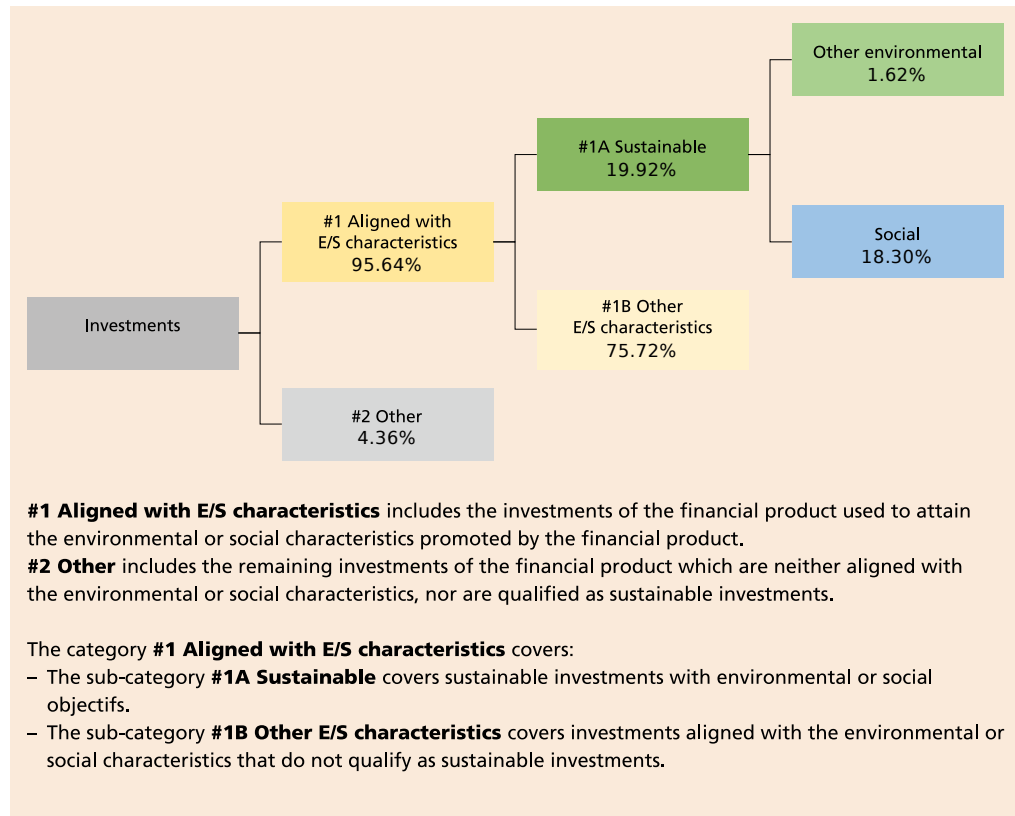 Other environmental
1.62%
#1A Sustainable
19.92%
#1 Aligned with
E/S characteristics
95.64%
Social
18.30%
Investments
#1B Other
E/S characteristics
75.72%
#2 Other
4.36%
#1 Aligned with E/S characteristics includes the investments of the financial product used to attain
the environmental or social characteristics promoted by the financial product.
#2 Other includes the remaining investments of the financial product which are neither aligned with
the environmental or social characteristics, nor are qualified as sustainable investments.
The category #1 Aligned with E/S characteristics covers:
– The sub-category #1A Sustainable covers sustainable investments with environmental or social
objectifs.
– The sub-category #1B Other E/S characteristics covers investments aligned with the environmental or
social characteristics that do not qualify as sustainable investments.